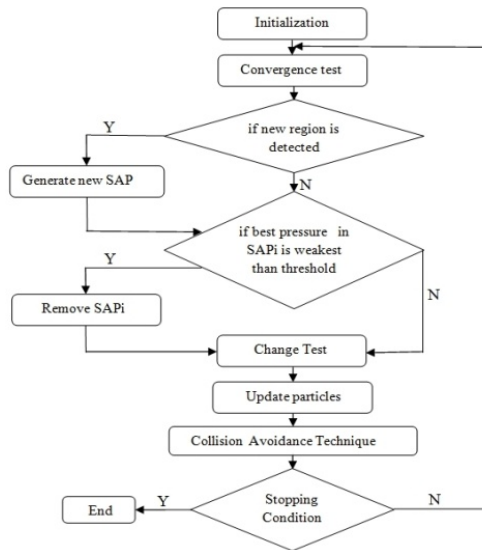 Initialization
Convergence test
if new region is
detected
Y
N
Generate new SAP
if best pressure in
SAPi is weakest
than threshold
Y
N
Remove SAPi
Change Test
Update particles
Collision Avoidance Technique
Stopping
Condition
Y
N
End